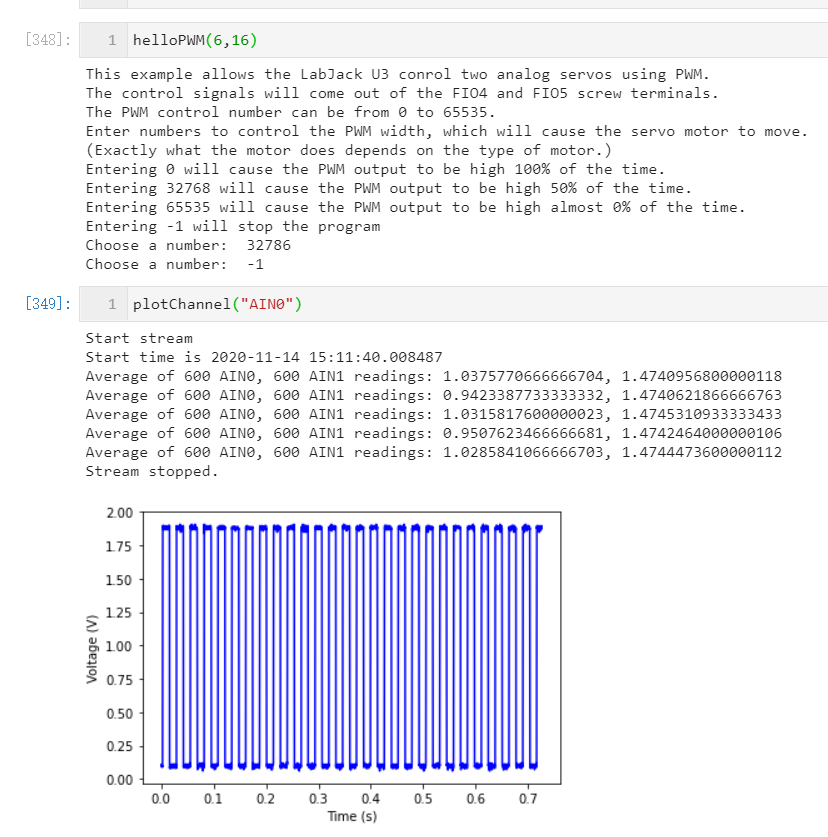 [348]: 1 helloPWM(6,16)
This example allows the LabJack U3 conrol two analog servos using PWM.
The control signals will come out of the FIO4 and FIO5 screw terminals.
The PWM control number can be from 0 to 65535.
Enter numbers to control the PWM width, which will cause the servo motor to move.
(Exactly what the motor does depends on the type of motor.)
Entering 0 will cause the PWM output to be high 100% of the time.
Entering 32768 will cause the PWM output to be high 50% of the time.
Entering 65535 will cause the PWM output to be high almost 0% of the time.
Entering -1 will stop the program
Choose a number: 32786
Choose a number: -1
[349]: 1 plotChannel("AIN0")
Start stream
Start time is 2020-11-14 15:11:40.008487
Average of 600 AIN0, 600 AIN1 readings: 1.0375770666666704, 1.4740956800000118
Average of 600 AIN0, 600 AIN1 readings: 0.9423387733333332, 1.4740621866666763
Average of 600 AIN0, 600 AIN1 readings: 1.0315817600000023, 1.4745310933333433
Average of 600 AIN0, 600 AIN1 readings: 0.9507623466666681, 1.4742464000000106
Average of 600 AIN0, 600 AIN1 readings: 1.0285841066666703, 1.4744473600000112
Stream stopped.
2.00
1.75
1.50
1.25
1.00
0.75
0.50
0.25
0.00
Voltage (V)
0.0 0.1 0.2 0.3 0.4 0.5 0.6 0.7
Time (s)